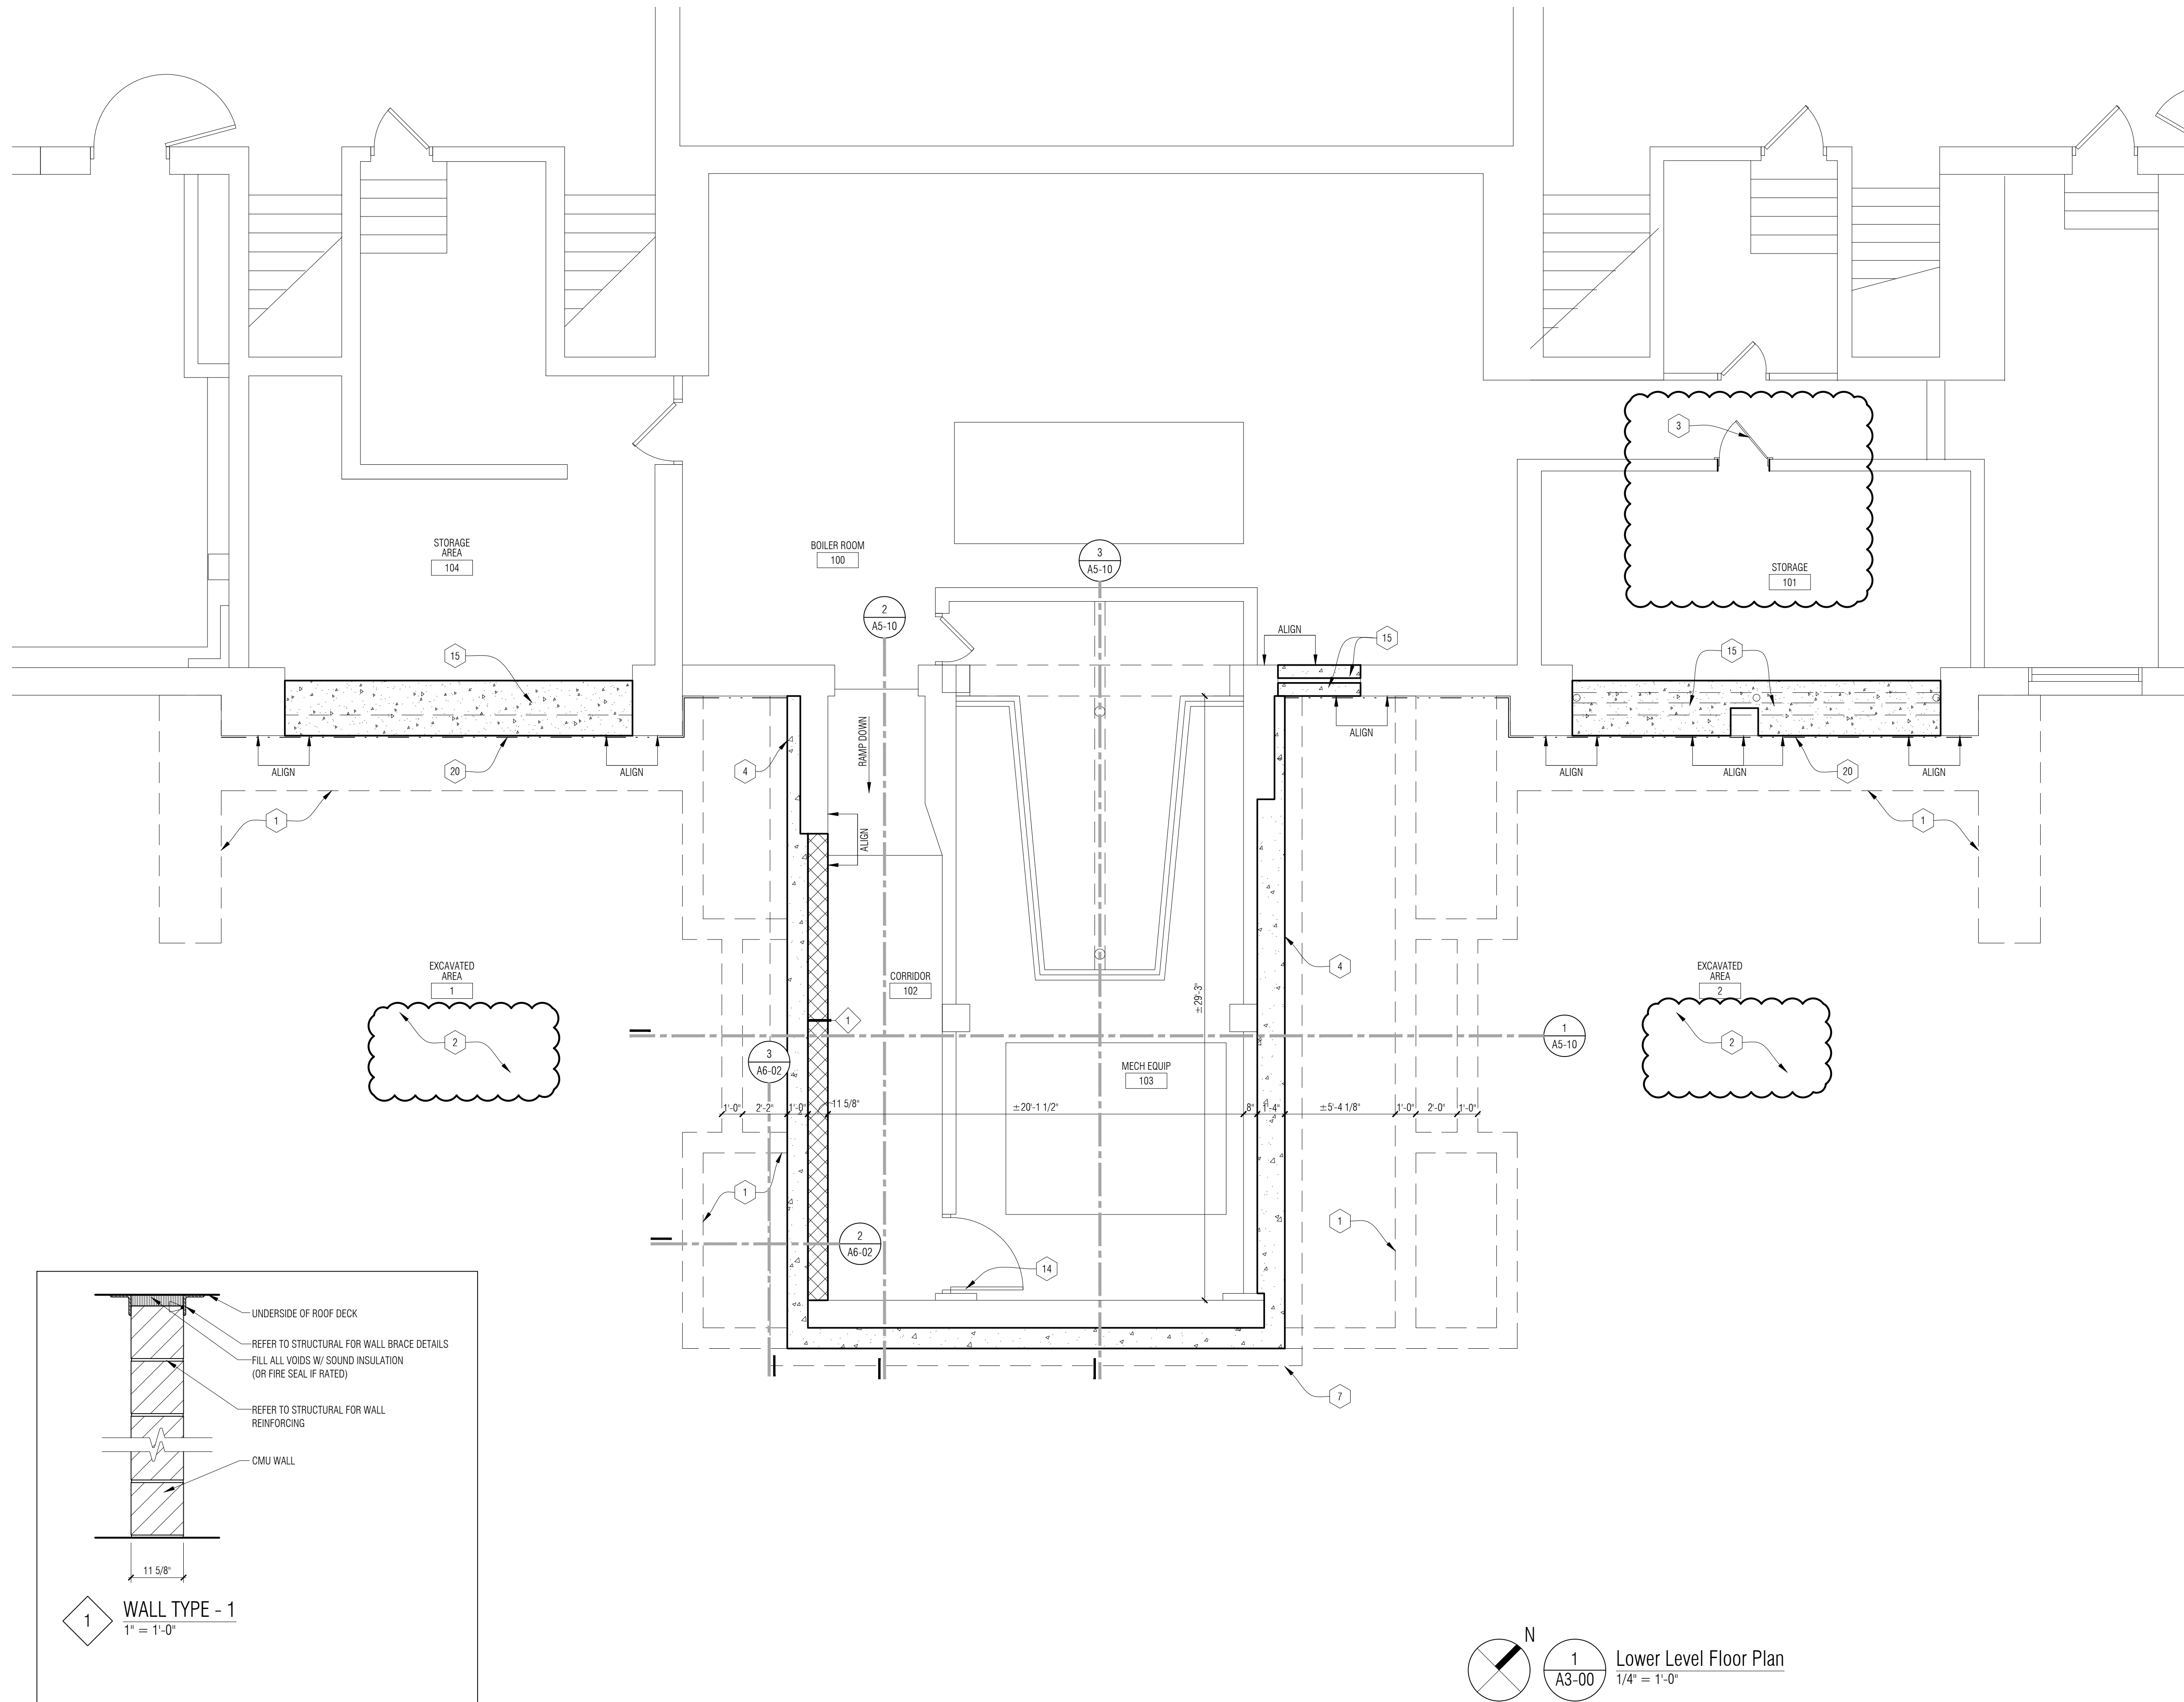 3
STORAGE
AREA
104
BOILER ROOM
100
3
A5-10
STORAGE
101
2
A5-10
ALIGN
15
15
15
RAMP DOWN
ALIGN
20
ALIGN
4
ALIGN
ALIGN
ALIGN
20
ALIGN
1
ALIGN
1
EXCAVATED
AREA
1
CORRIDOR
102
4
EXCAVATED
AREA
2
±29'-3"
2
1
1
A5-10
2
3
A6-02
MECH EQUIP
103
1'-0"
2'-2"
1'-0"
11 5/8"
±20'-1 1/2"
8"
1'-4"
±5'-4 1/8"
1'-0"
2'-0"
1'-0"
1
1
2
A6-02
14
UNDERSIDE OF ROOF DECK
REFER TO STRUCTURAL FOR WALL BRACE DETAILS
FILL ALL VOIDS W/ SOUND INSULATION
(OR FIRE SEAL IF RATED)
7
REFER TO STRUCTURAL FOR WALL
REINFORCING
CMU WALL
11 5/8"
1
WALL TYPE - 1
1" = 1'-0"
N
1
A3-00
Lower Level Floor Plan
1/4" = 1'-0"